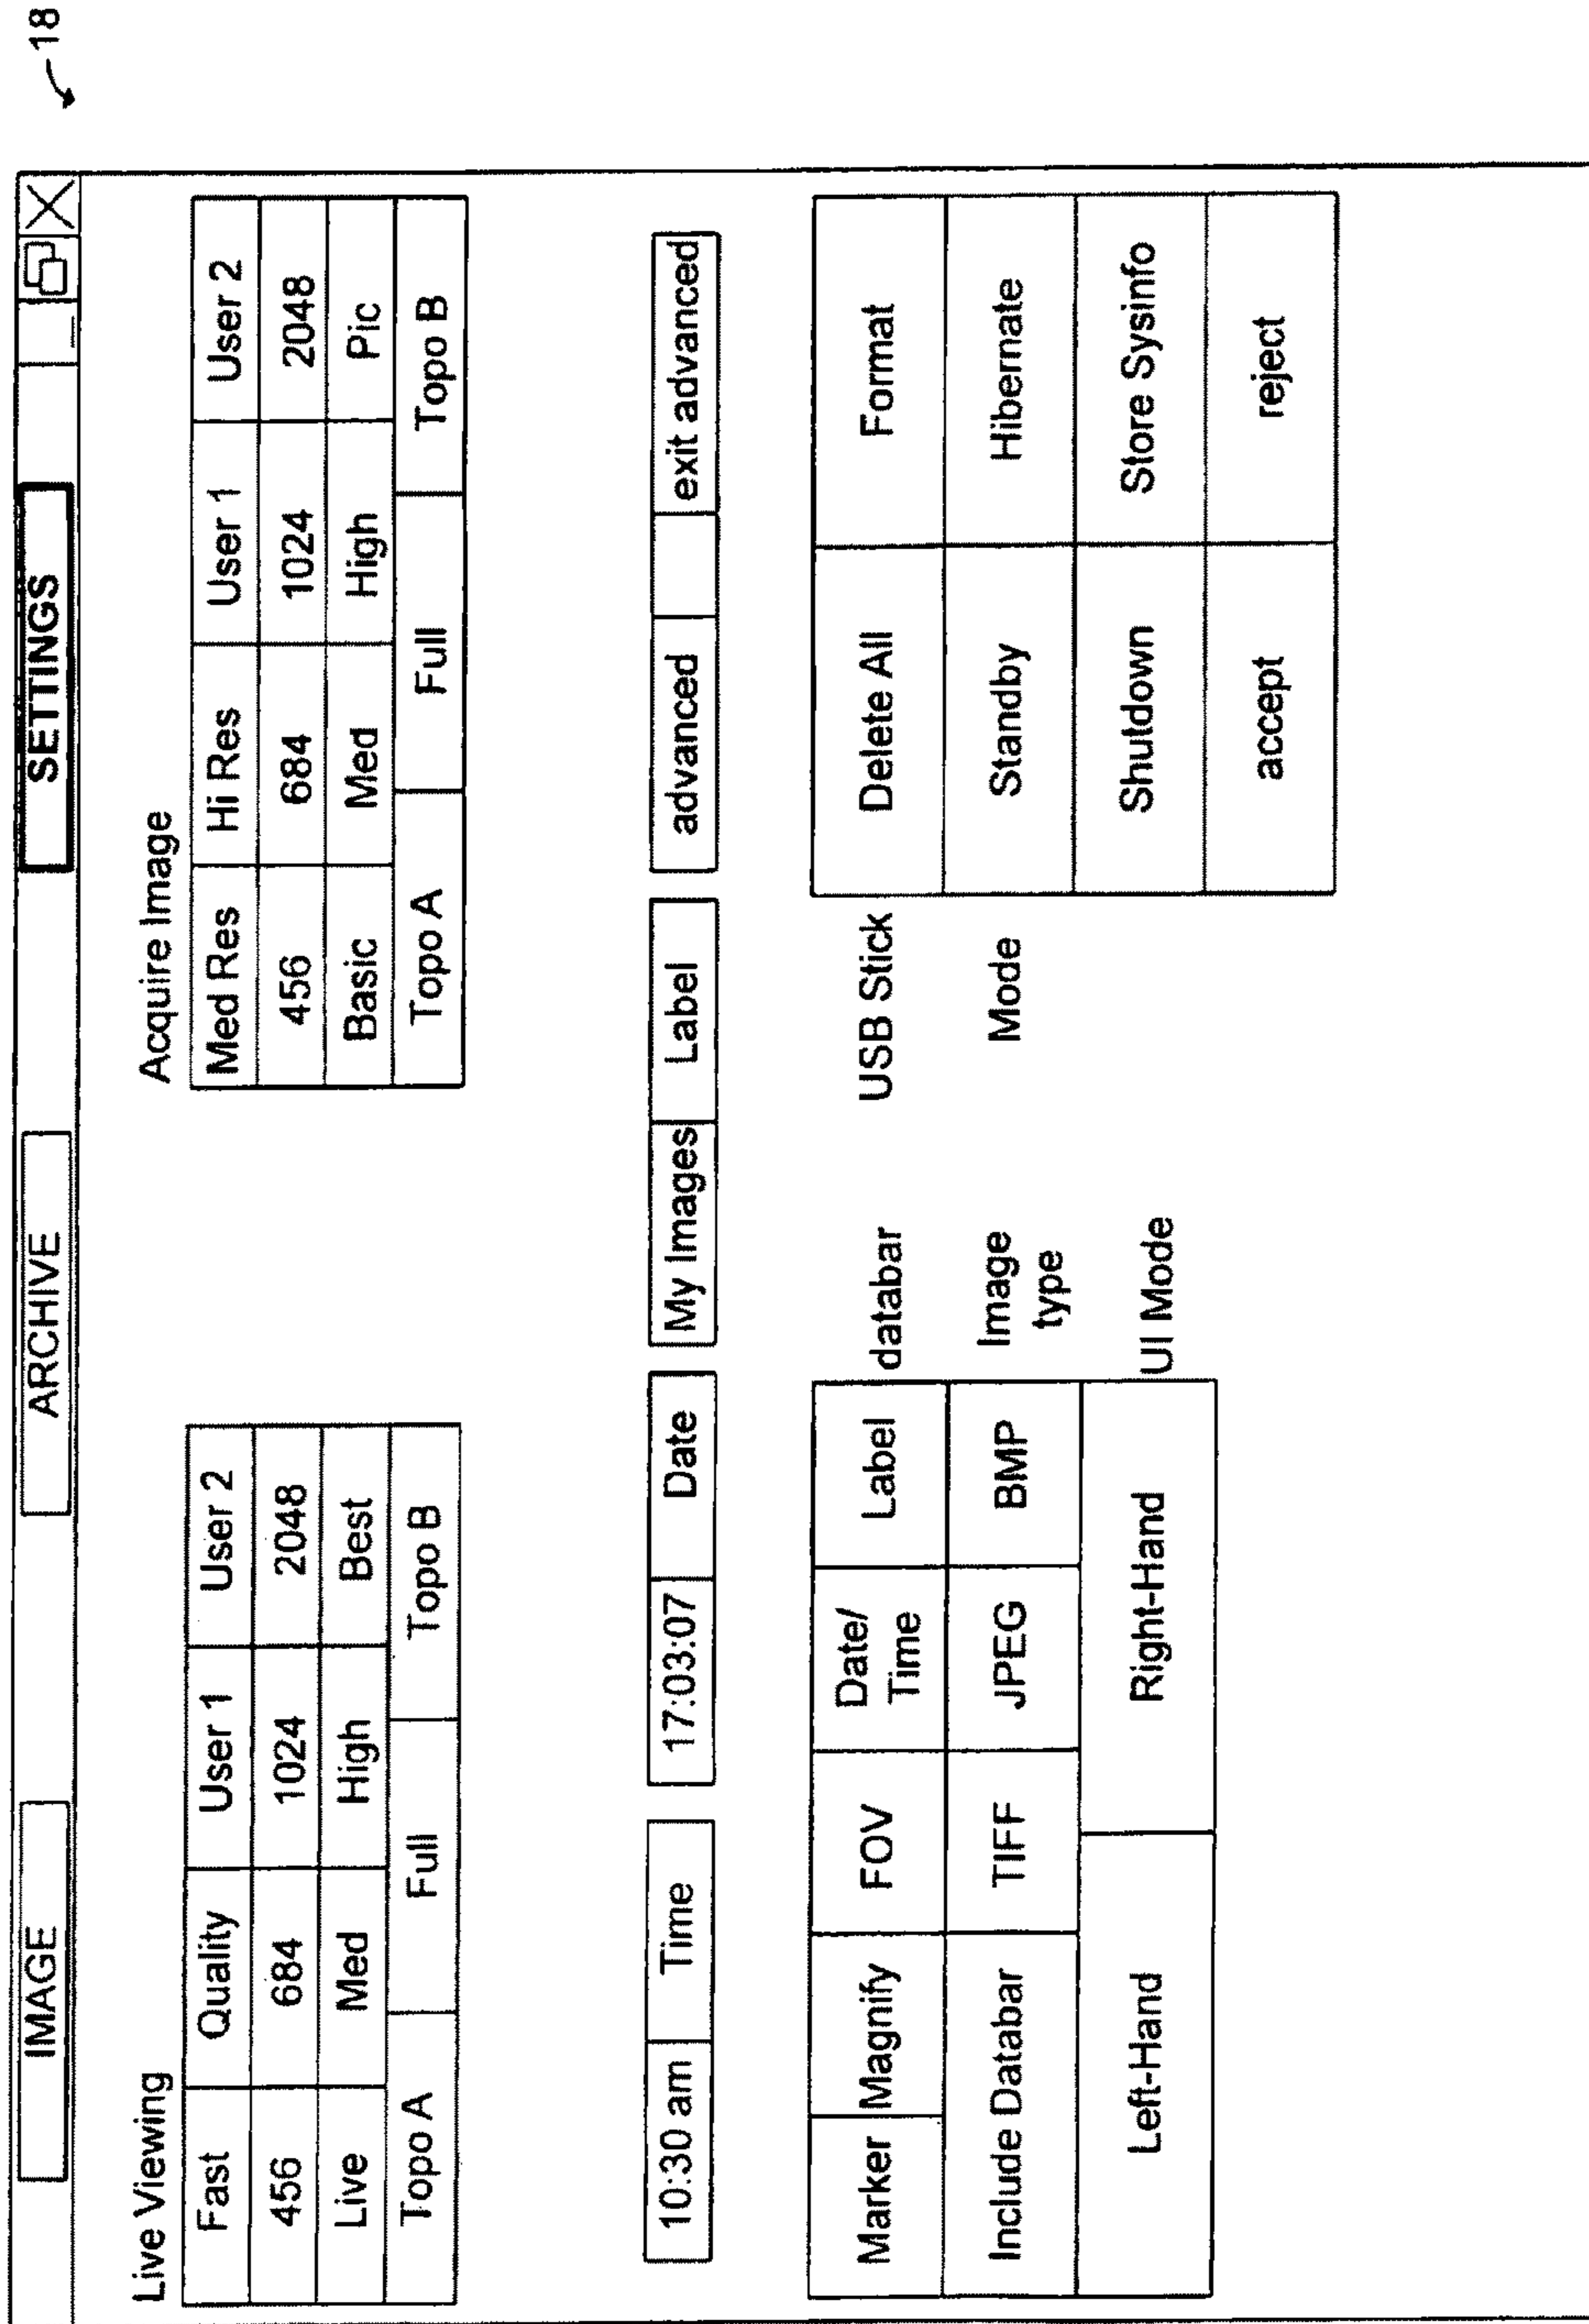 18
IMAGE ARCHIVE SETTINGS
Live Viewing
Fast Quality User 1 User 2
456 684 1024 2048
Live Med High Best
Topo A Full Topo B
Acquire Image
Med Res Hi Res User 1 User 2
456 684 1024 2048
Basic Med High Pic
Topo A Full Topo B
10:30 am Time 17:03:07 Date My Images Label advanced exit advanced
Marker Magnify FOV Date/ Label databar
Time
Include Databar TIFF JPEG BMP Image
type
Left-Hand Right-Hand UI Mode
USB Stick Delete All Format
Mode Standby Hibernate
Shutdown Store Sysinfo
accept reject